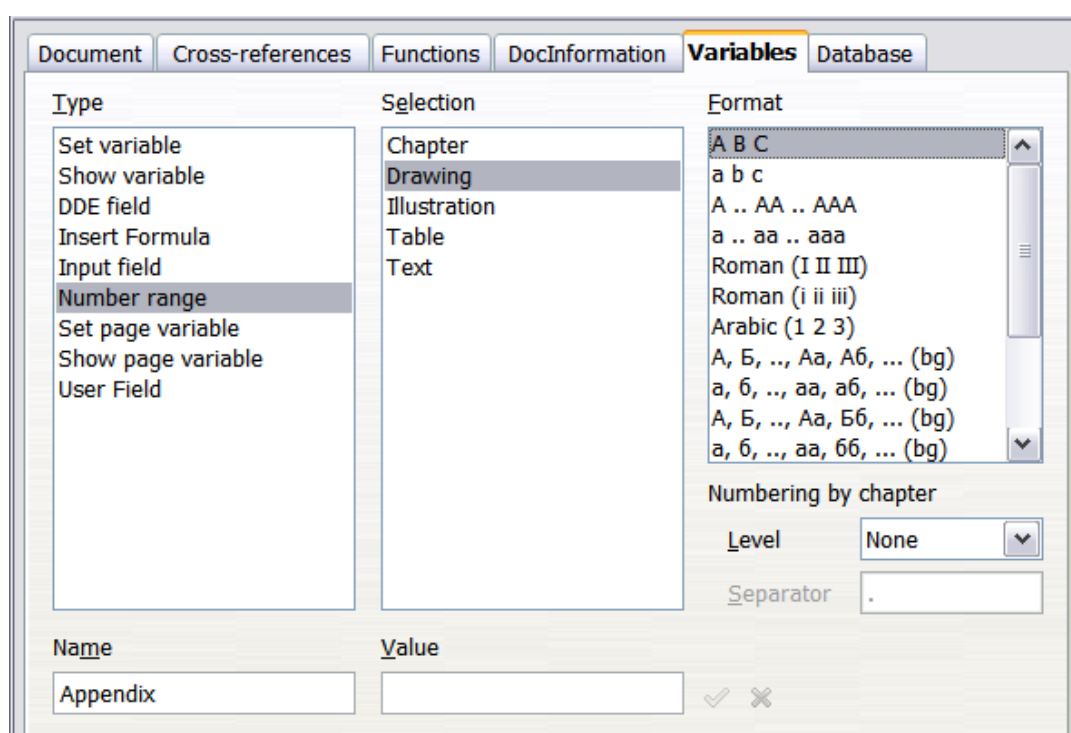 Document Cross-references Functions DocInformation Variables Database
Type
Set variable
Show variable
DDE field
Insert Formula
Input field
Number range
Set page variable
Show page variable
User Field
Selection
Chapter
Drawing
Illustration
Table
Text
Format
A B C
a b c
A .. AA .. AAA
a .. aa .. aaa
Roman (I II III)
Roman (i ii iii)
Arabic (1 2 3)
А, Б, .., Аа, Аб, ... (bg)
а, б, .., аа, аб, ... (bg)
А, Б, .., Аа, Бб, ... (bg)
а, б, .., аа, бб, ... (bg)
Numbering by chapter
Level None
Separator .
Name
Appendix
Value